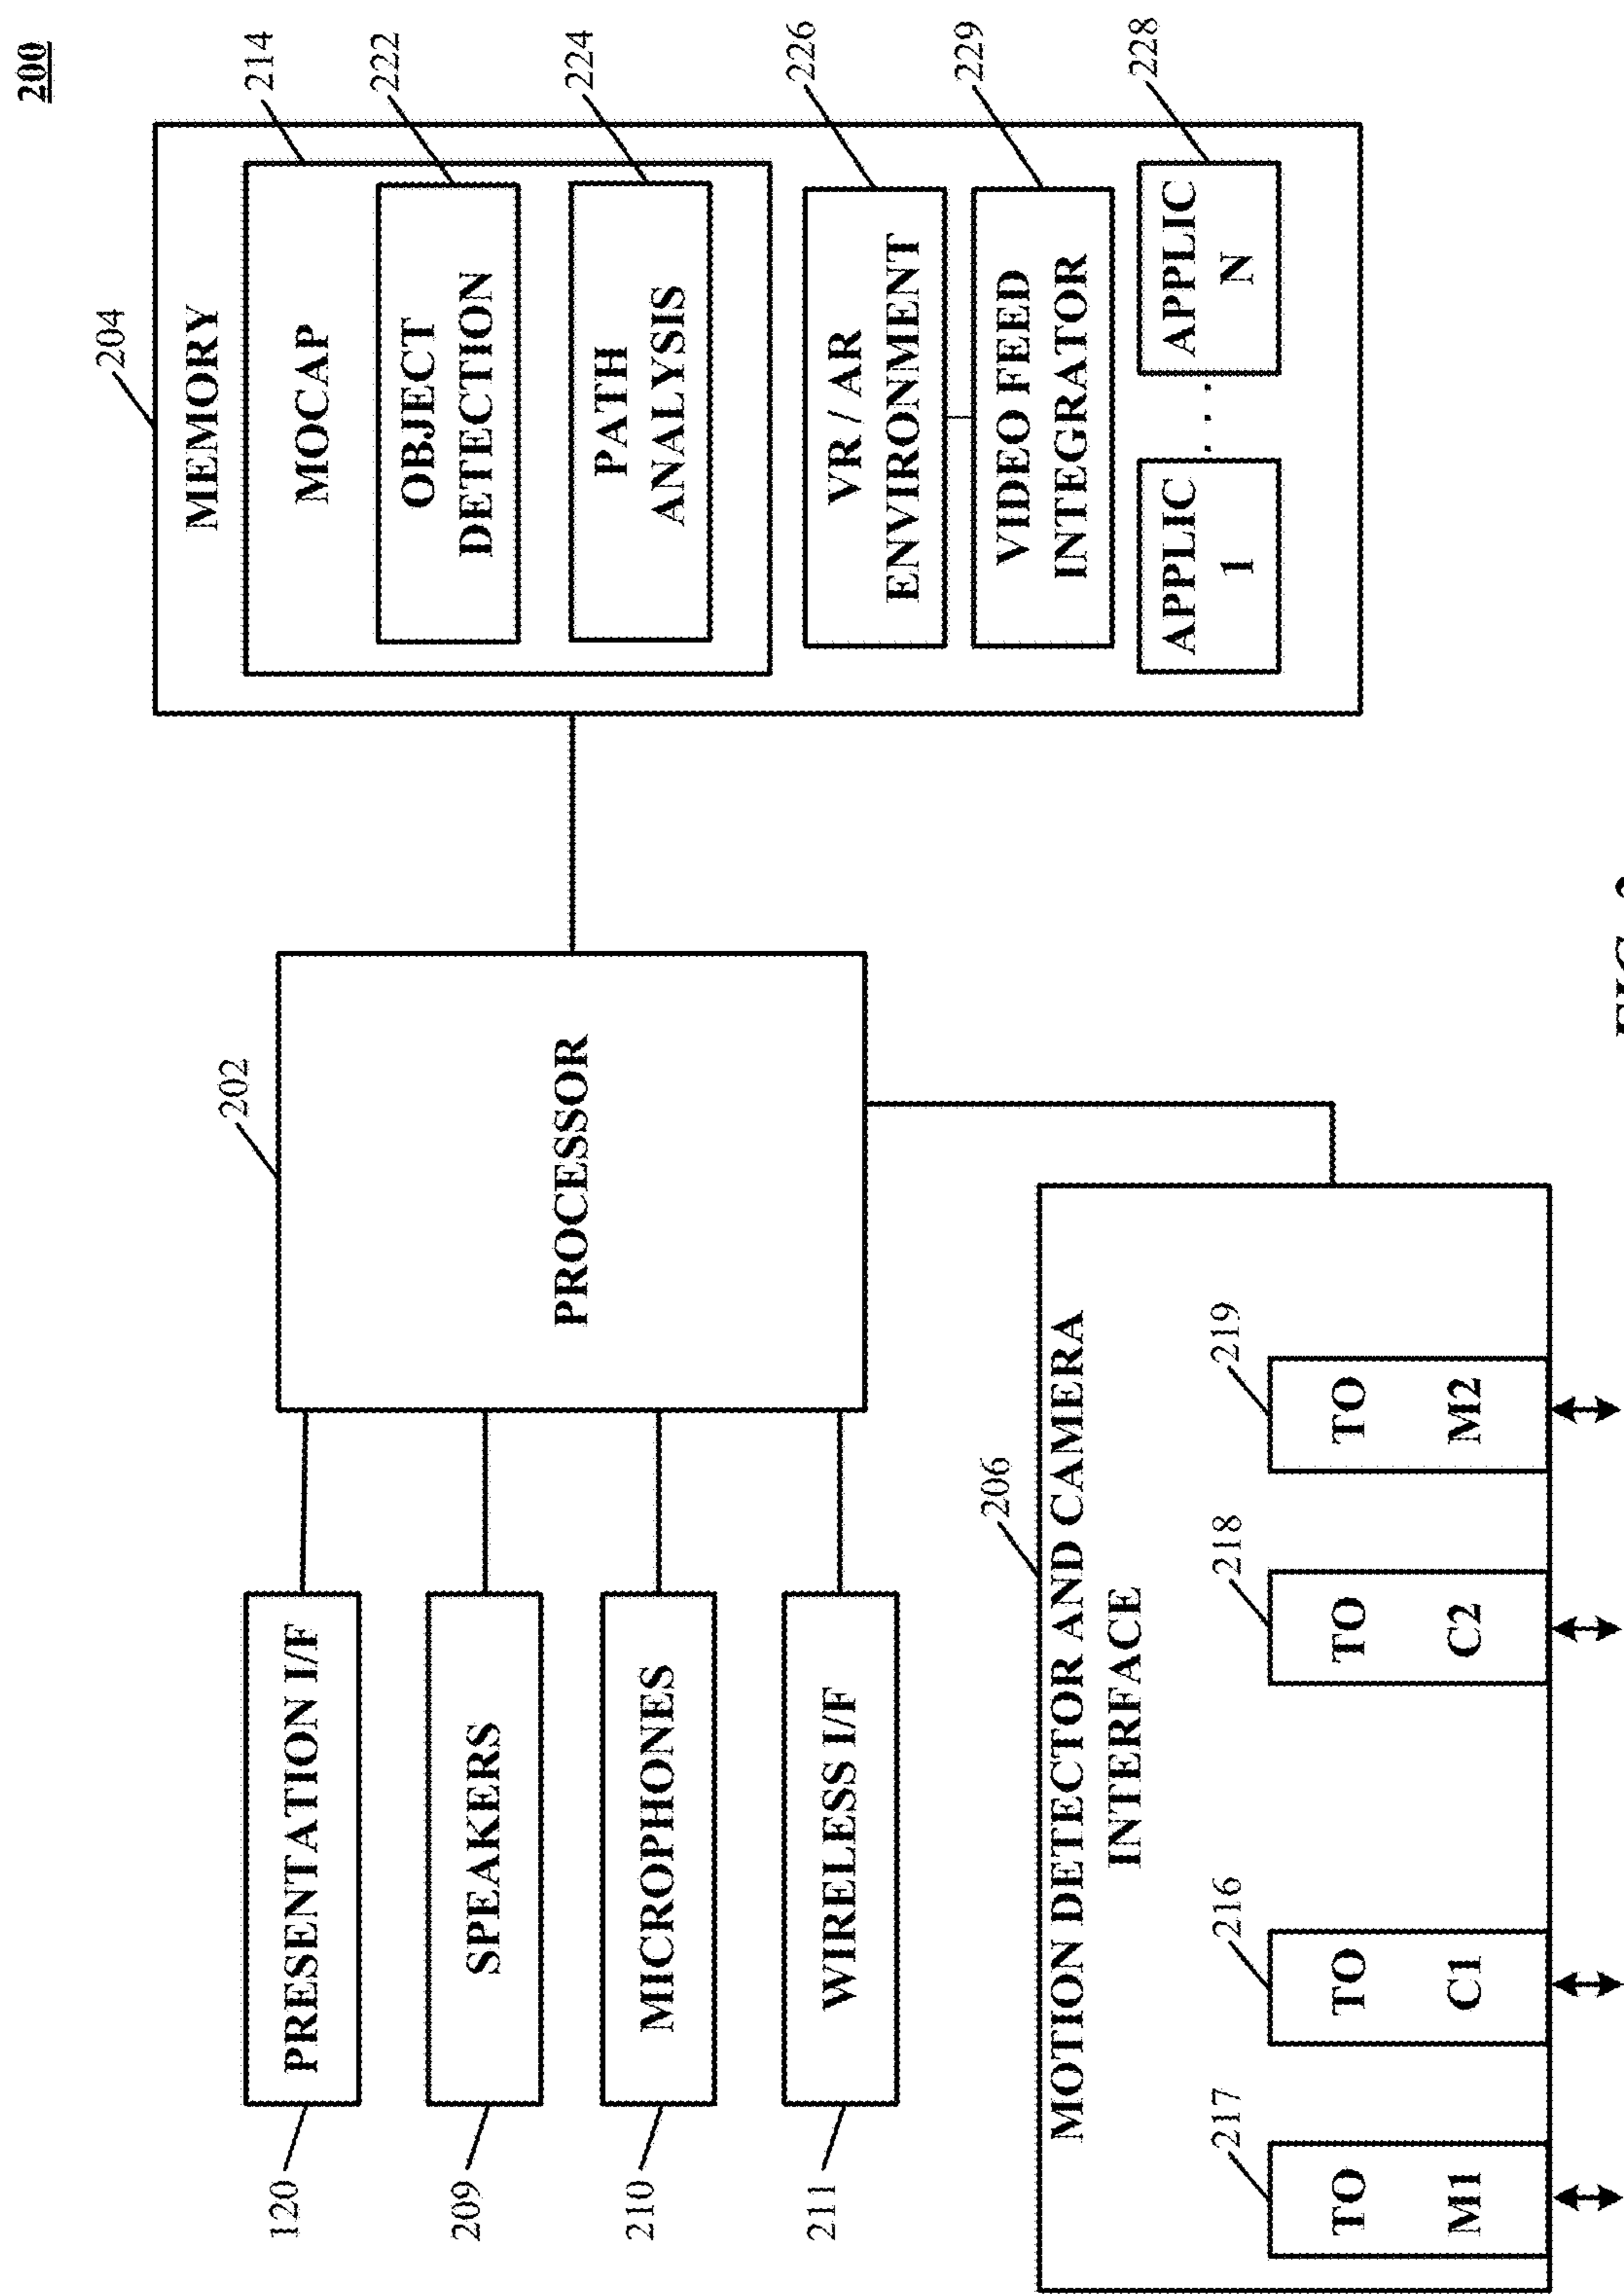 200
204
MEMORY
214
MOCAP
222
OBJECT
DETECTION
224
PATH
ANALYSIS
226
VR / AR
ENVIRONMENT
229
VIDEO FEED
INTEGRATOR
228
APPLIC
1
. . .
APPLIC
N
202
PROCESSOR
120
PRESENTATION I/F
209
SPEAKERS
210
MICROPHONES
211
WIRELESS I/F
206
MOTION DETECTOR AND CAMERA
INTERFACE
217
TO
M1
216
TO
C1
218
TO
C2
219
TO
M2